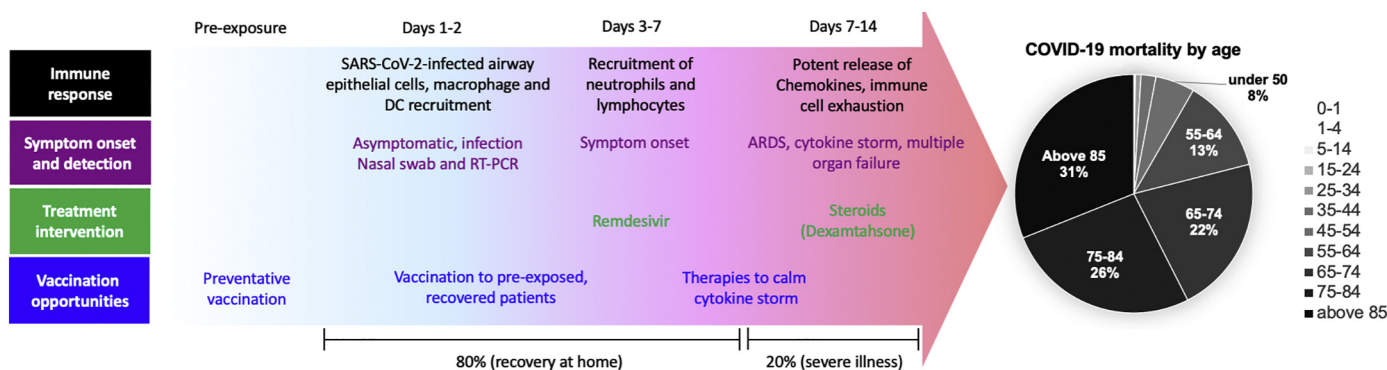 Pre-exposure
Days 1-2
Days 3-7
Days 7-14
Immune
response
SARS-CoV-2-infected airway
epithelial cells, macrophage and
DC recruitment
Recruitment of
neutrophils and
lymphocytes
Potent release of
Chemokines, immune
cell exhaustion
Symptom onset
and detection
Asymptomatic, infection
Nasal swab and RT-PCR
Symptom onset
ARDS, cytokine storm, multiple
organ failure
Treatment
intervention
Remdesivir
Steroids
(Dexamtahsone)
Vaccination
opportunities
Preventative
vaccination
Vaccination to pre-exposed,
recovered patients
Therapies to calm
cytokine storm
80% (recovery at home)
20% (severe illness)
COVID-19 mortality by age
under 50
8%
55-64
13%
65-74
22%
75-84
26%
Above 85
31%
0-1
1-4
5-14
15-24
25-34
35-44
45-54
55-64
65-74
75-84
above 85